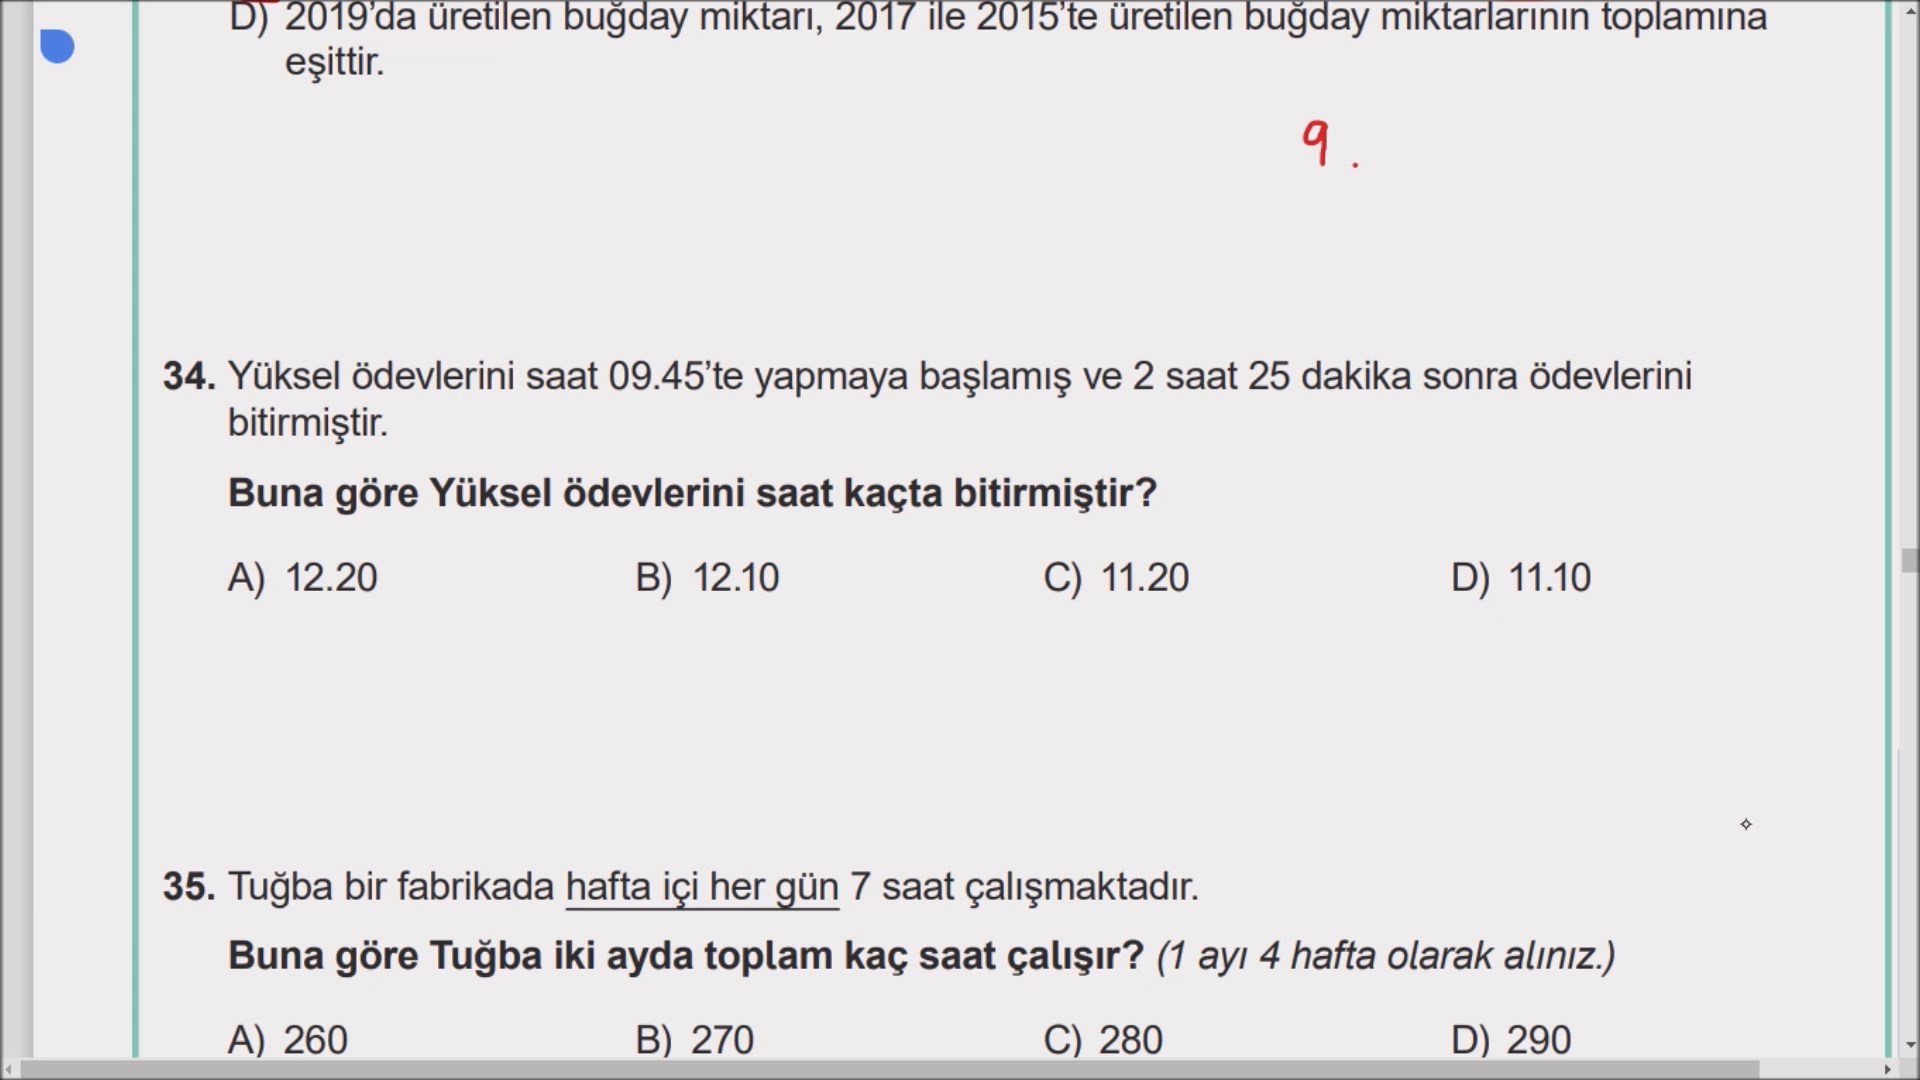 D) 2019'da üretilen buğday miktarı, 2017 ile 2015'te üretilen buğday miktarlarının toplamına
eşittir.
9.
34. Yüksel ödevlerini saat 09.45'te yapmaya başlamış ve 2 saat 25 dakika sonra ödevlerini
bitirmiştir.
Buna göre Yüksel ödevlerini saat kaçta bitirmiştir?
A) 12.20 B) 12.10 C) 11.20 D) 11.10
35. Tuğba bir fabrikada hafta içi her gün 7 saat çalışmaktadır.
Buna göre Tuğba iki ayda toplam kaç saat çalışır? (1 ayı 4 hafta olarak alınız.)
A) 260 B) 270 C) 280 D) 290